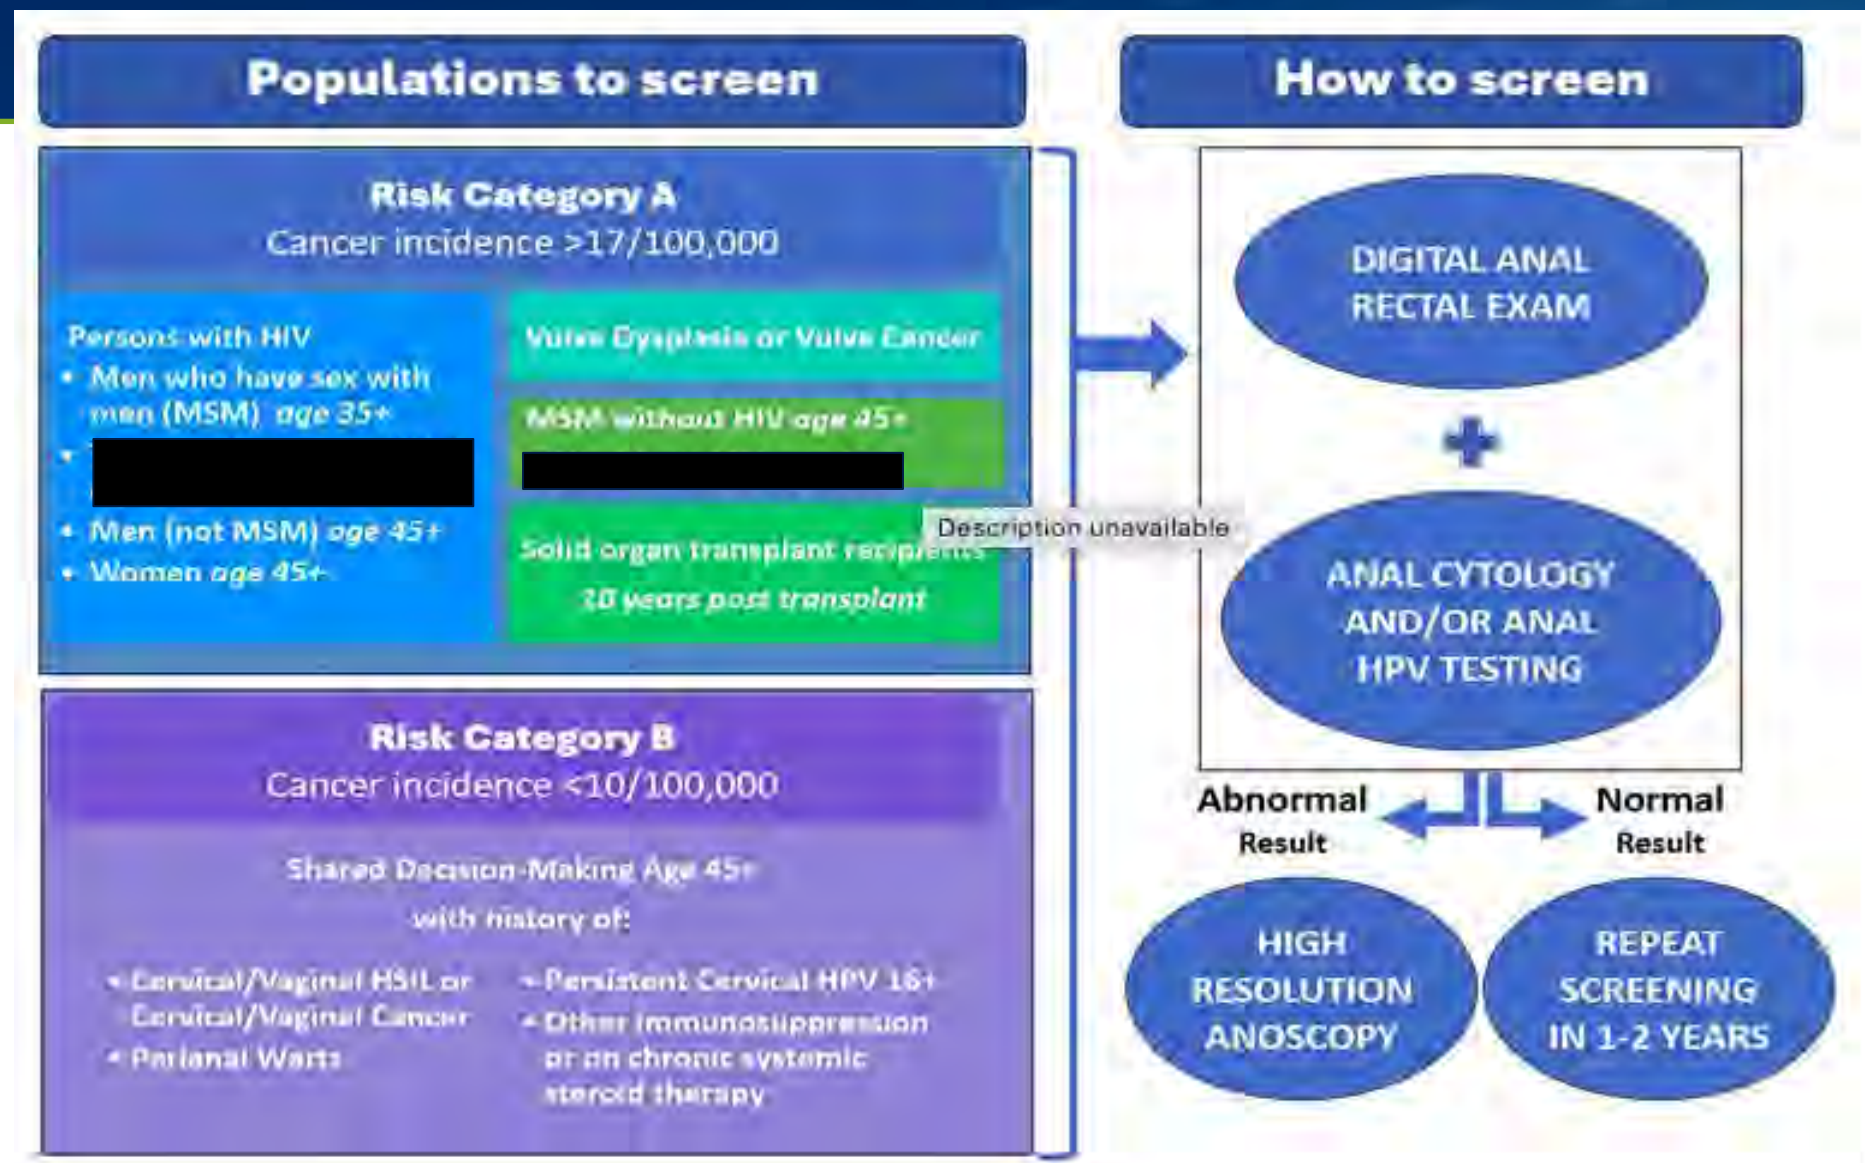 Populations to screen
Risk Category A
Cancer incidence >17/100,000
Persons with HIV
• Men who have sex with
men (MSM) age 35+
•
• Men (not MSM) age 45+
• Women age 45+
Vulva Dysplasia or Vulva Cancer
MSM without HIV age 45+
Solid organ transplant recipients
10 years post transplant
Description unavailable
Risk Category B
Cancer incidence <10/100,000
Shared Decision-Making Age 45+
with history of:
• Cervical/Vaginal HSIL or
Cervical/Vaginal Cancer
• Perianal Warts
• Persistent Cervical HPV 16+
• Other immunosuppression
or on chronic systemic
steroid therapy
How to screen
DIGITAL ANAL
RECTAL EXAM
+
ANAL CYTOLOGY
AND/OR ANAL
HPV TESTING
Abnormal
Result
Normal
Result
HIGH
RESOLUTION
ANOSCOPY
REPEAT
SCREENING
IN 1-2 YEARS